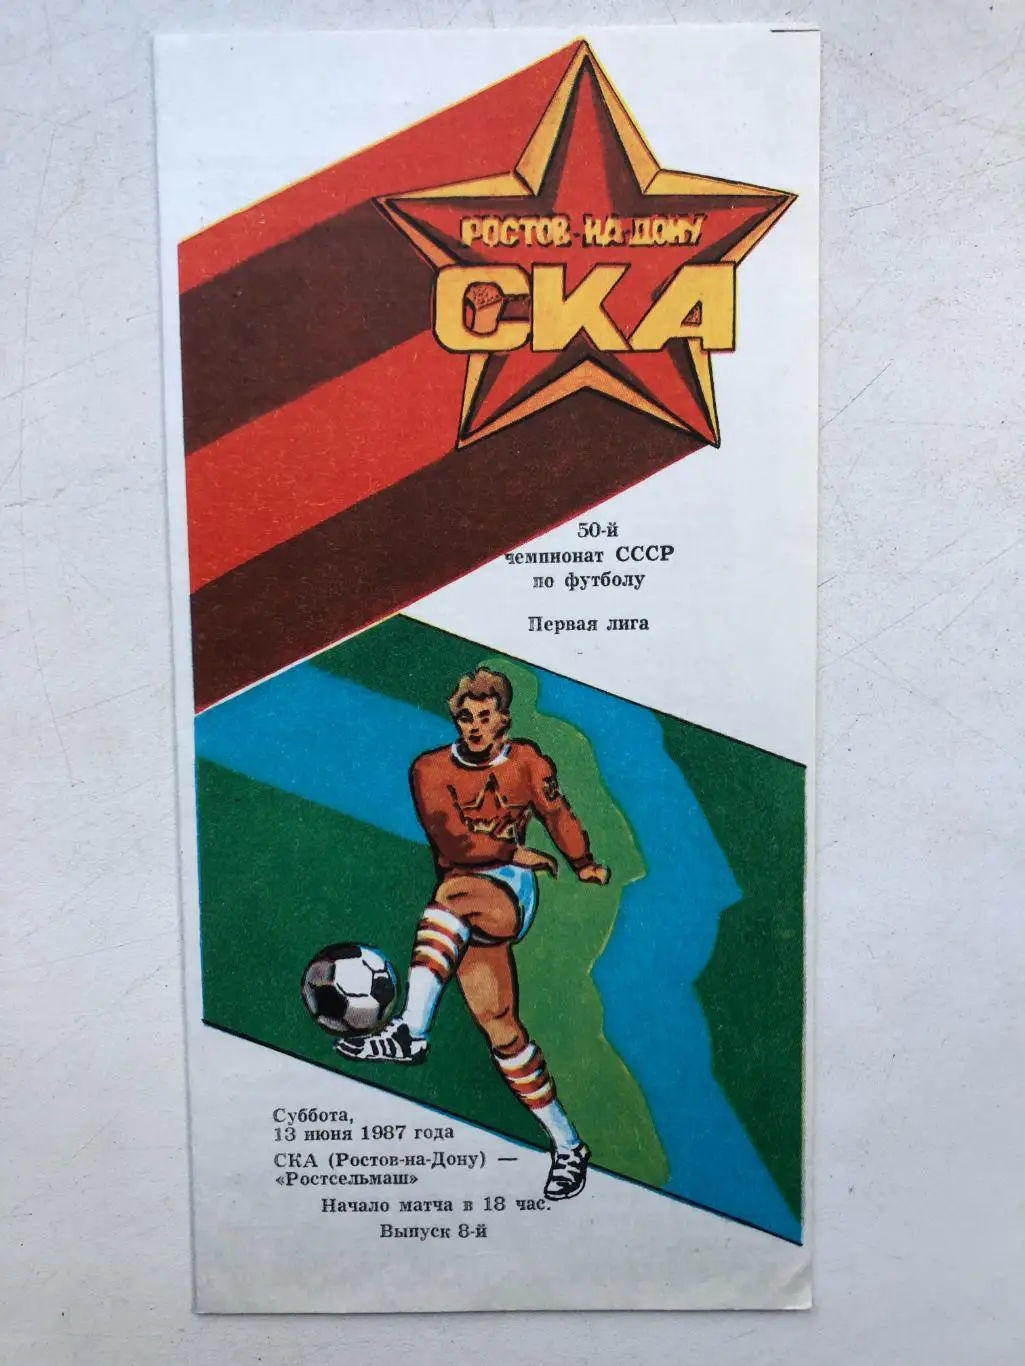 РОСТОВ-НА-ДОНУ
СКА
50-й
чемпионат СССР
по футболу
Первая лига
Суббота,
13 июня 1987 года
СКА (Ростов-на-Дону) —
«Ростсельмаш»
Начало матча в 18 час.
Выпуск 8-й